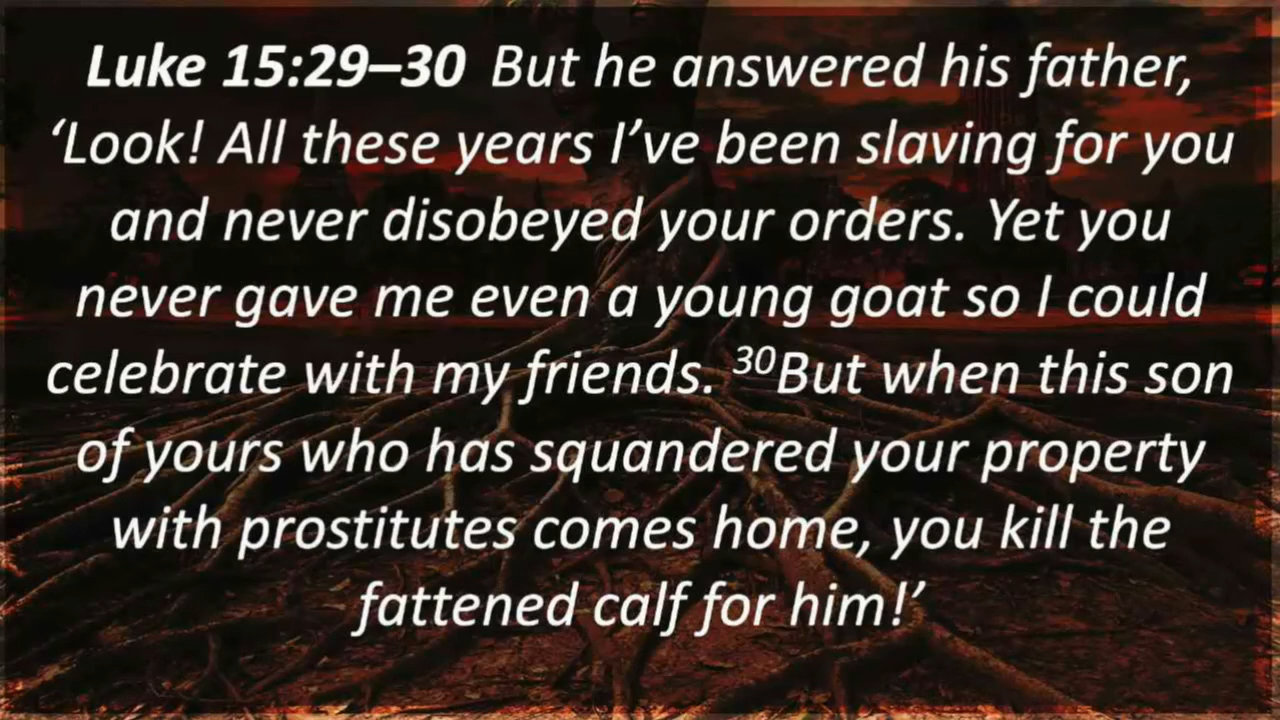 Luke 15:29–30 But he answered his father,
‘Look! All these years I’ve been slaving for you
and never disobeyed your orders. Yet you
never gave me even a young goat so I could
celebrate with my friends. ³⁰But when this son
of yours who has squandered your property
with prostitutes comes home, you kill the
fattened calf for him!’